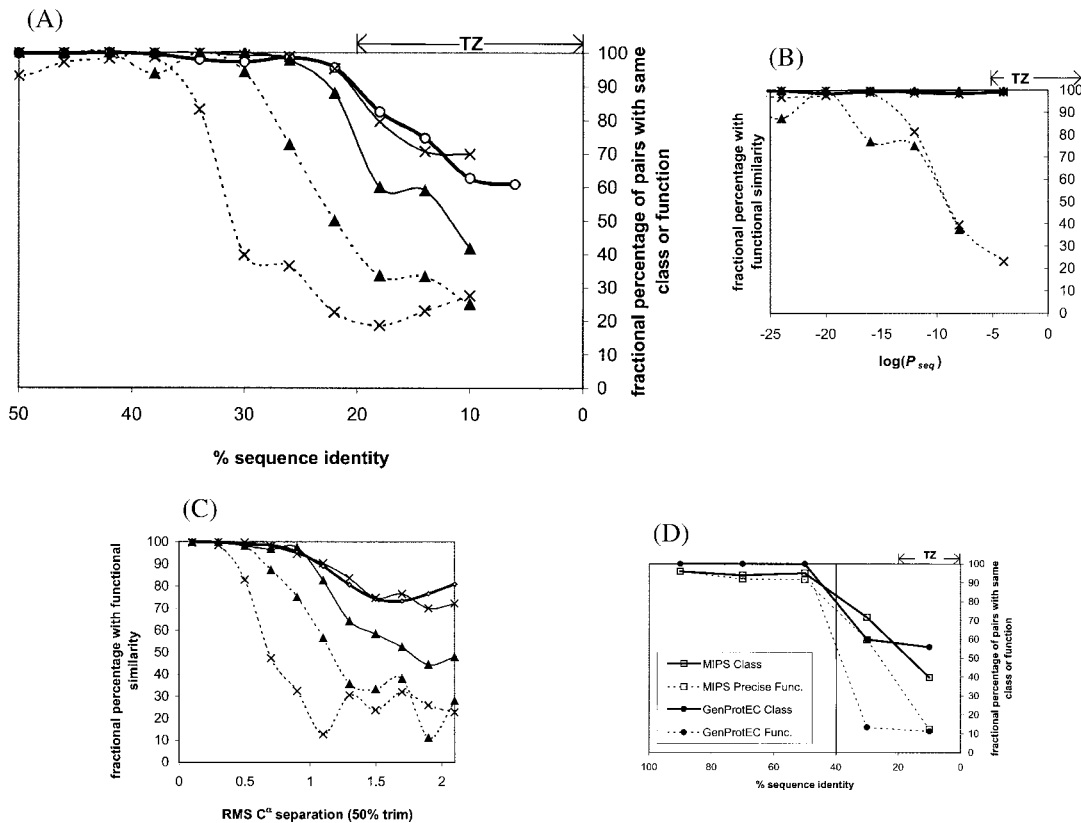 (A)
TZ
100
90
80
70
60
50
40
30
20
10
0
fractional percentage of pairs with same
class or function
50
40
30
20
10
0
% sequence identity
(B)
TZ
fractional percentage with
functional similarity
100
90
80
70
60
50
40
30
20
10
0
-25
-20
-15
-10
-5
0
log(P seq)
(C)
fractional percentage with functional
similarity
100
90
80
70
60
50
40
30
20
10
0
0
0.5
1
1.5
2
RMS Cα separation (50% trim)
(D)
TZ
MIPS Class
MIPS Precise Func.
GenProtEC Class
GenProtEC Func.
100
90
80
70
60
50
40
30
20
10
0
fractional percentage of pairs with same
class or function
100
80
60
40
20
0
% sequence identity